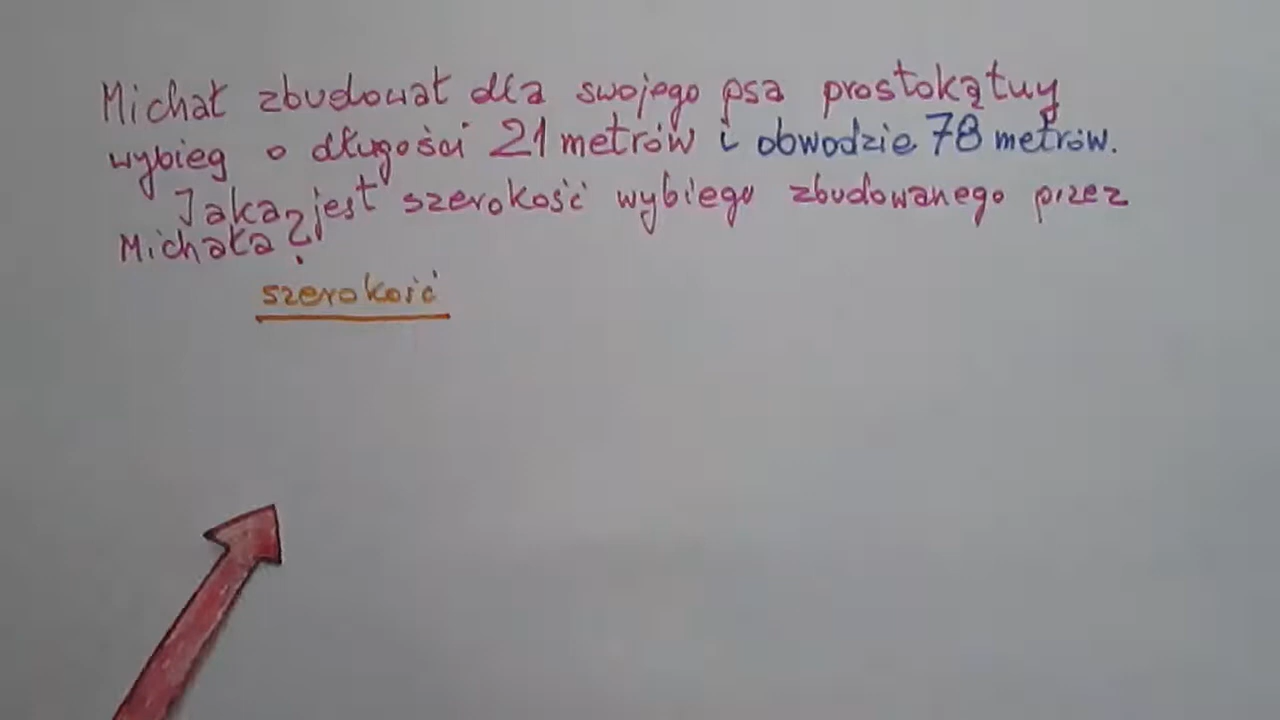 Michał zbudował dla swojego psa prostokątny
wybieg o długości 21 metrów i obwodzie 78 metrów.
Jaka jest szerokość wybiegu zbudowanego przez
Michała?
szerokość